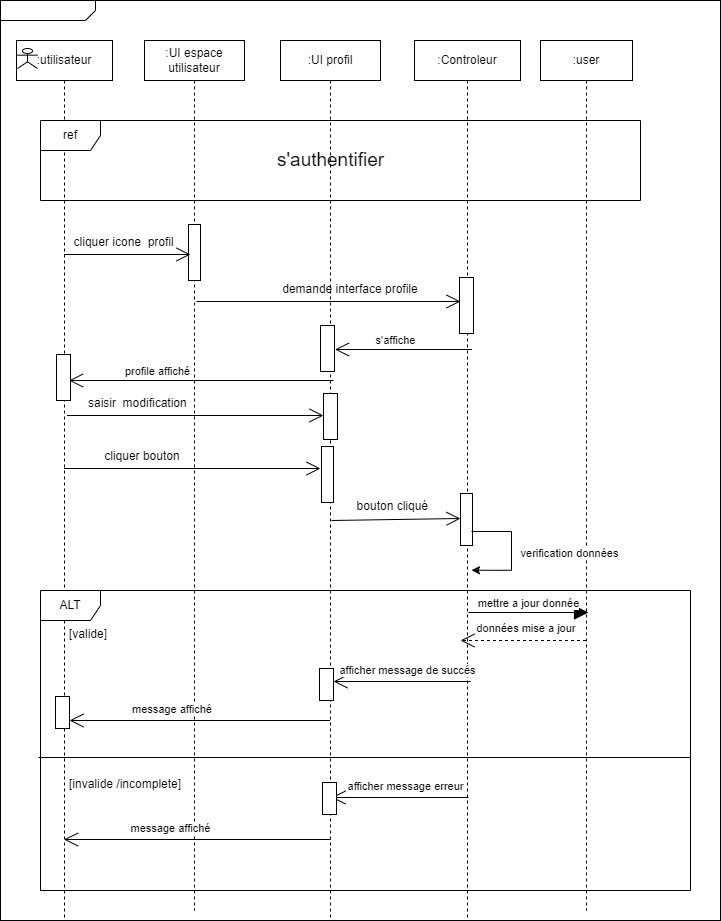 :utilisateur
:UI espace
utilisateur
:UI profil
:Controleur
:user
ref
s'authentifier
cliquer icone profil
demande interface profile
s'affiche
profile affiché
saisir modification
cliquer bouton
bouton cliqué
verification données
ALT
mettre a jour donnée
[valide]
données mise a jour
afficher message de succés
message affiché
[invalide /incomplete]
afficher message erreur
message affiché